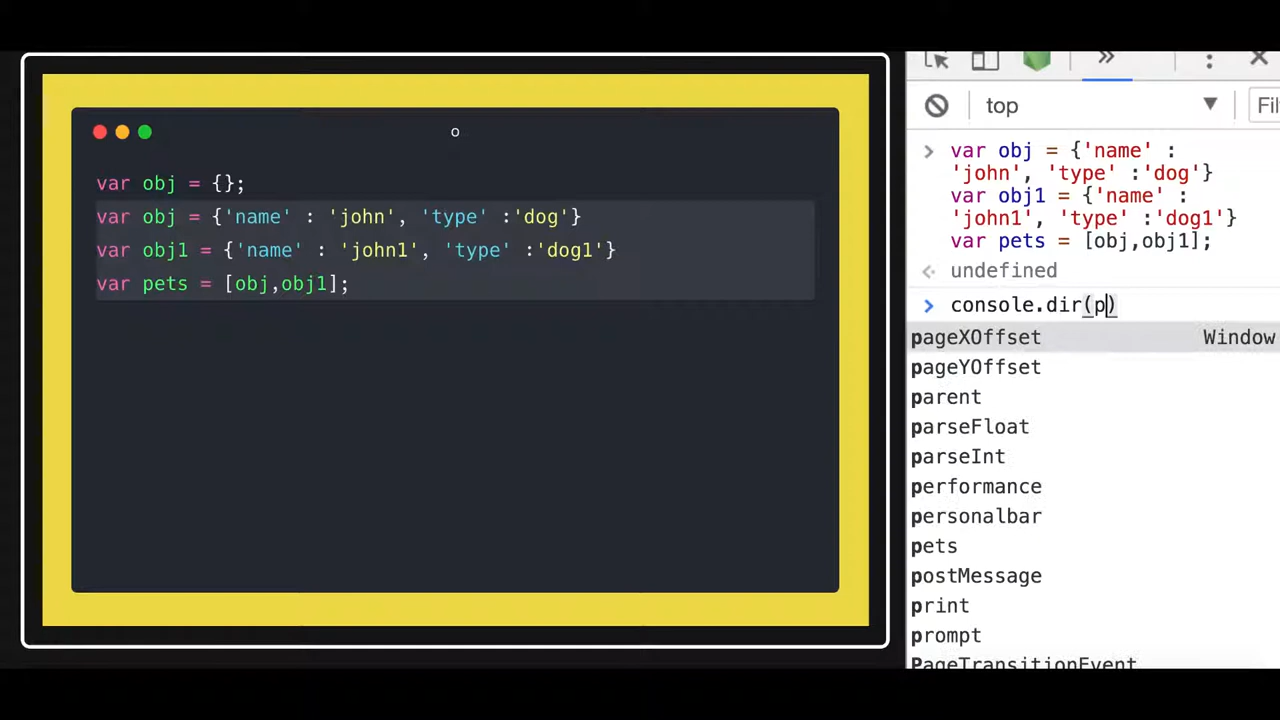 o
var obj = {};
var obj = {'name' : 'john', 'type' :'dog'}
var obj1 = {'name' : 'john1', 'type' :'dog1'}
var pets = [obj,obj1];
top
Fil
var obj = {'name' :
'john', 'type' :'dog'}
var obj1 = {'name' :
'john1', 'type' :'dog1'}
var pets = [obj,obj1];
undefined
console.dir(p)
pageXOffset Window
pageYOffset
parent
parseFloat
parseInt
performance
personalbar
pets
postMessage
print
prompt
PageTransitionEvent